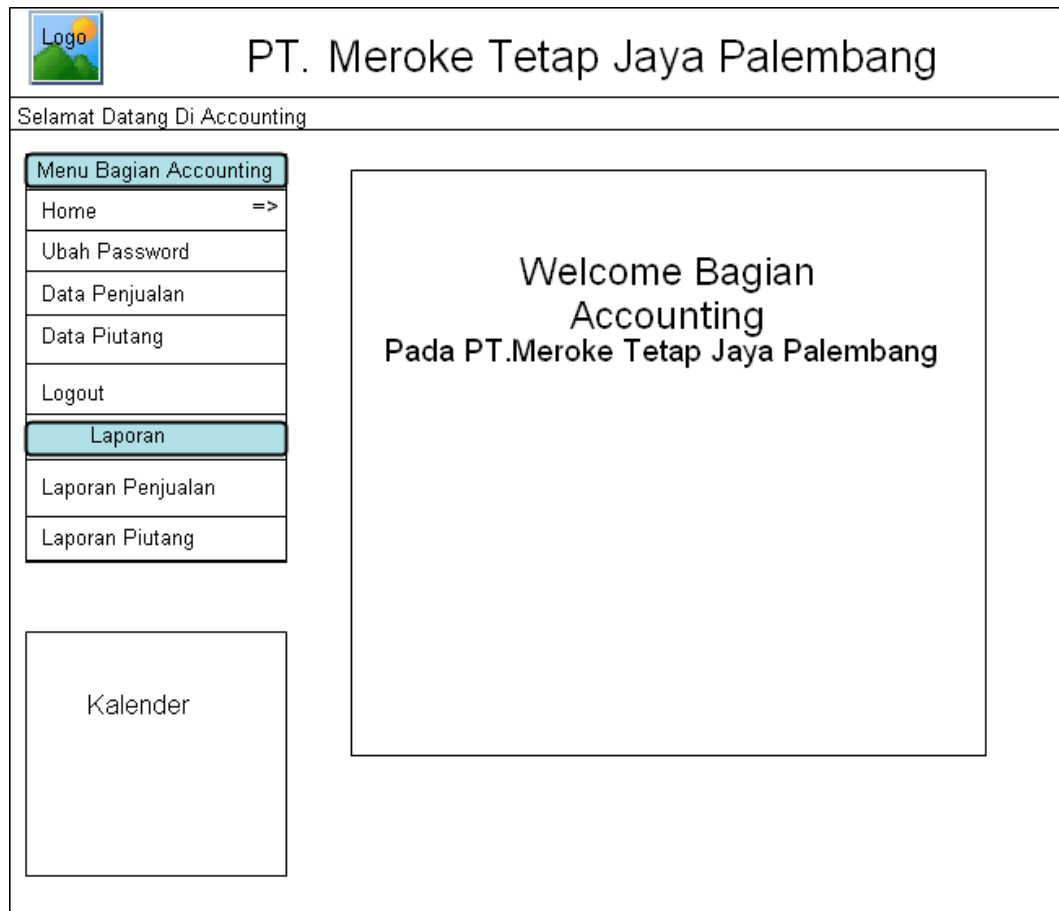 Logo
PT. Meroke Tetap Jaya Palembang
Selamat Datang Di Accounting
Menu Bagian Accounting
Home =>
Ubah Password
Data Penjualan
Data Piutang
Logout
Laporan
Laporan Penjualan
Laporan Piutang
Kalender
Welcome Bagian
Accounting
Pada PT.Meroke Tetap Jaya Palembang